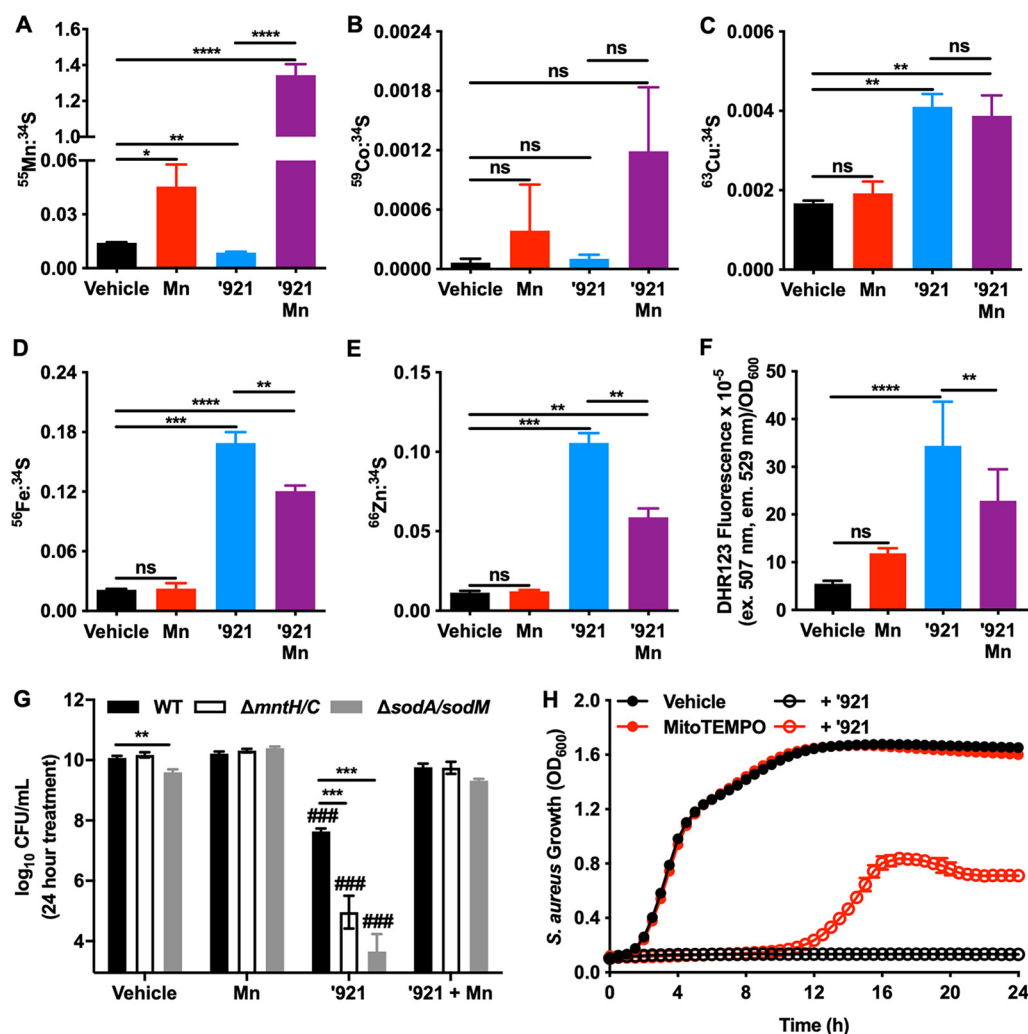 A
⁵⁵Mn:³⁴S
1.6
1.4
1.2
1.0
0.06
0.03
0.00
****
****
**
*
Vehicle Mn '921 '921
Mn
B
⁵⁹Co:³⁴S
0.0024
0.0018
0.0012
0.0006
0.0000
ns
ns
ns
ns
Vehicle Mn '921 '921
Mn
C
⁶³Cu:³⁴S
0.006
0.004
0.002
0.000
ns
**
**
ns
Vehicle Mn '921 '921
Mn
D
⁵⁶Fe:³⁴S
0.24
0.18
0.12
0.06
0.00
**
****
***
ns
Vehicle Mn '921 '921
Mn
E
⁶⁶Zn:³⁴S
0.15
0.10
0.05
0.00
**
**
***
ns
Vehicle Mn '921 '921
Mn
F
DHR123 Fluorescence x 10⁻⁵
(ex. 507 nm, em. 529 nm)/OD₆₀₀
50
40
30
20
10
0
****
**
ns
Vehicle Mn '921 '921
Mn
G
WT ΔmntH/C ΔsodA/sodM
log₁₀ CFU/mL
(24 hour treatment)
12
10
8
6
4
**
***
***
###
###
###
Vehicle Mn '921 '921 + Mn
H
Vehicle + '921
MitoTEMPO + '921
S. aureus Growth (OD₆₀₀)
2.0
1.6
1.2
0.8
0.4
0.0
0 4 8 12 16 20 24
Time (h)